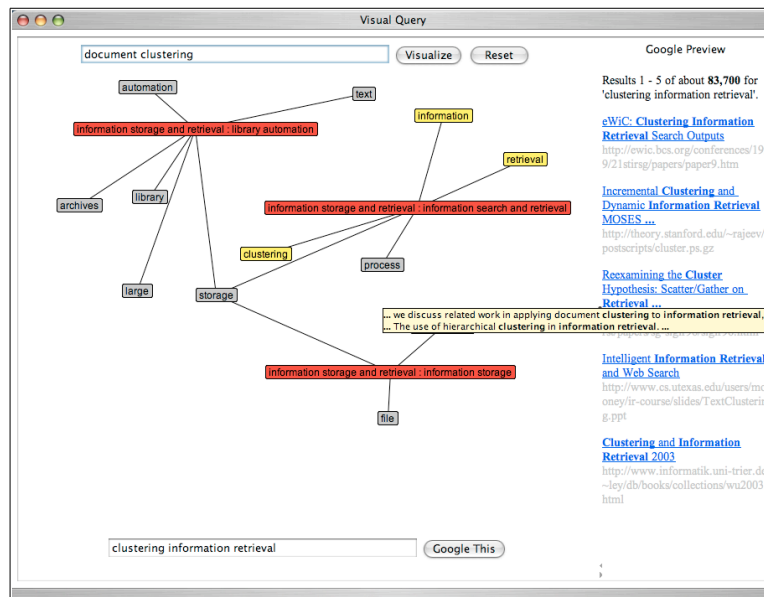 Visual Query
document clustering
Visualize
Reset
automation
text
information storage and retrieval : library automation
information
retrieval
archives
library
information storage and retrieval : information search and retrieval
clustering
process
large
storage
... we discuss related work in applying document clustering to information retrieval,
... The use of hierarchical clustering in information retrieval. ...
information storage and retrieval : information storage
file
clustering information retrieval
Google This
Google Preview
Results 1 - 5 of about 83,700 for
'clustering information retrieval'.
eWiC: Clustering Information
Retrieval Search Outputs
http://ewic.bcs.org/conferences/19
9/21stirsg/papers/paper9.htm
Incremental Clustering and
Dynamic Information Retrieval
MOSES ...
http://theory.stanford.edu/~rajeev/
postscripts/cluster.ps.gz
Reexamining the Cluster
Hypothesis: Scatter/Gather on
Retrieval ...
Intelligent Information Retrieval
and Web Search
http://www.cs.utexas.edu/users/mo
oney/ir-course/slides/TextClusterin
g.ppt
Clustering and Information
Retrieval 2003
http://www.informatik.uni-trier.de
~ley/db/books/collections/wu2003
html